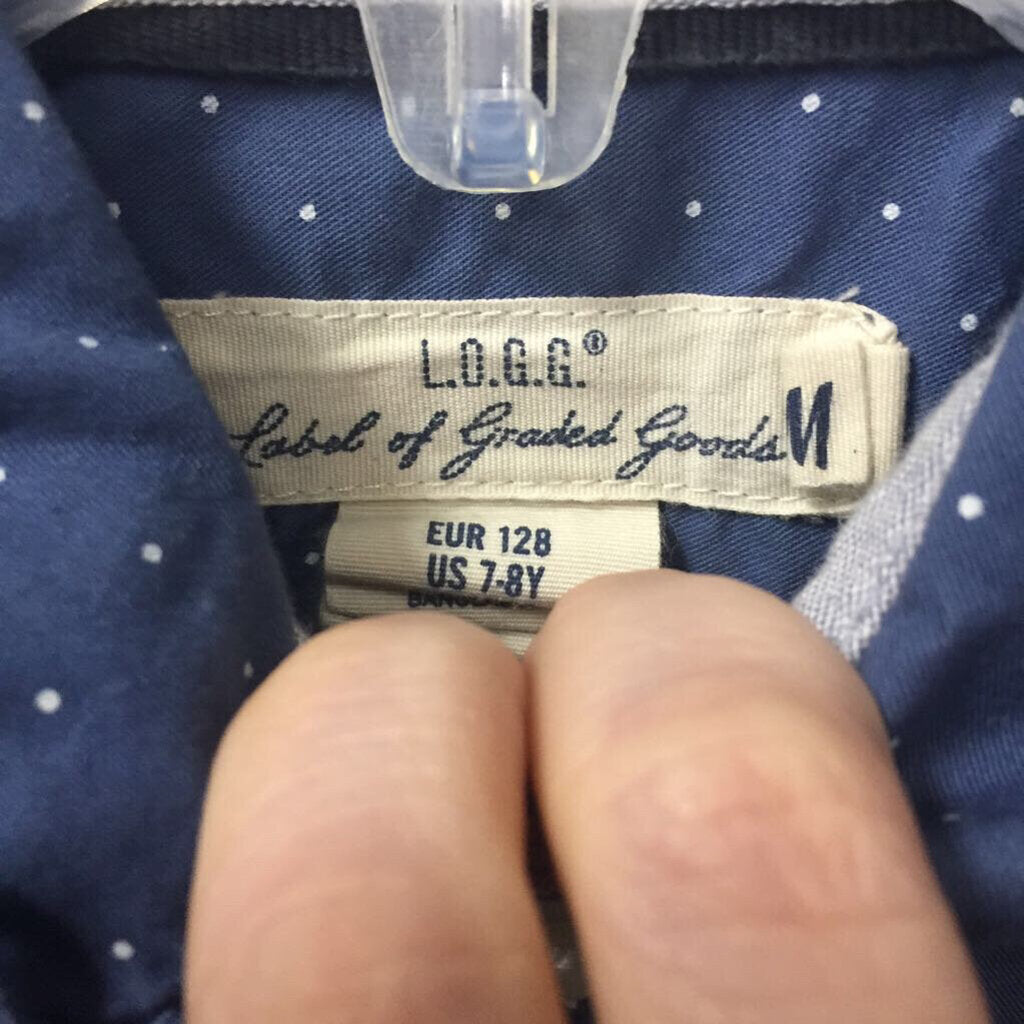 L.O.G.G.®
Label of Graded Goods
EUR 128
US 7-8Y